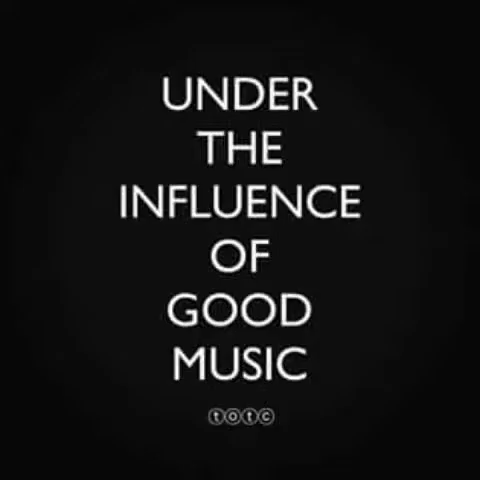 UNDER
THE
INFLUENCE
OF
GOOD
MUSIC
totc